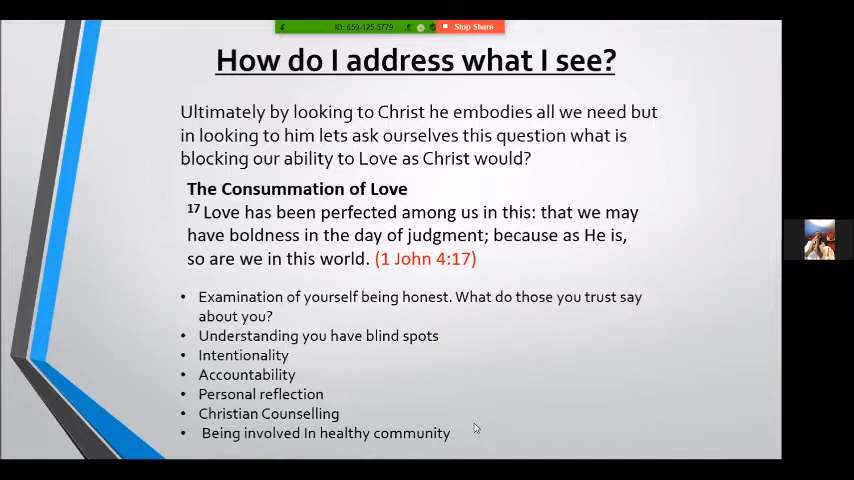 ID: 659-125-5779
Stop Share
How do I address what I see?
Ultimately by looking to Christ he embodies all we need but
in looking to him lets ask ourselves this question what is
blocking our ability to Love as Christ would?
The Consummation of Love
17 Love has been perfected among us in this: that we may
have boldness in the day of judgment; because as He is,
so are we in this world. (1 John 4:17)
• Examination of yourself being honest. What do those you trust say
about you?
• Understanding you have blind spots
• Intentionality
• Accountability
• Personal reflection
• Christian Counselling
• Being involved In healthy community